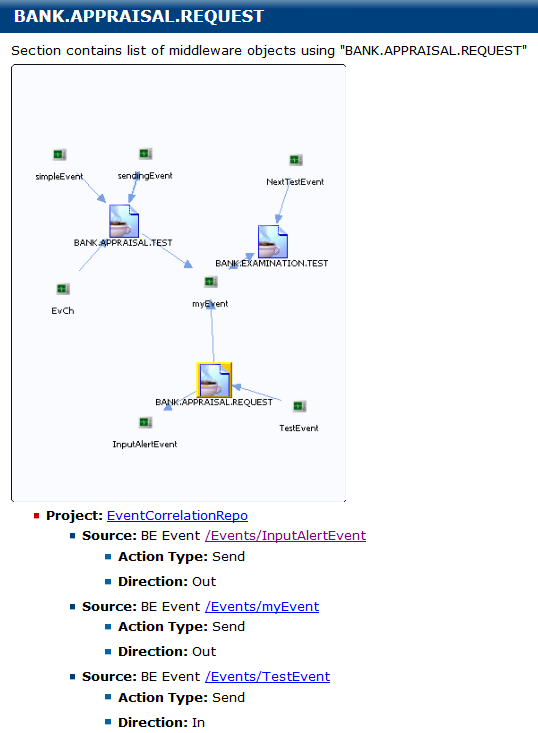 BANK.APPRAISAL.REQUEST
Section contains list of middleware objects using "BANK.APPRAISAL.REQUEST"
simpleEvent
sendingEvent
NextTestEvent
BANK.APPRAISAL.TEST
BANK.EXAMINATION.TEST
EvCh
myEvent
BANK.APPRAISAL.REQUEST
InputAlertEvent
TestEvent
Project: EventCorrelationRepo
Source: BE Event /Events/InputAlertEvent
Action Type: Send
Direction: Out
Source: BE Event /Events/myEvent
Action Type: Send
Direction: Out
Source: BE Event /Events/TestEvent
Action Type: Send
Direction: In